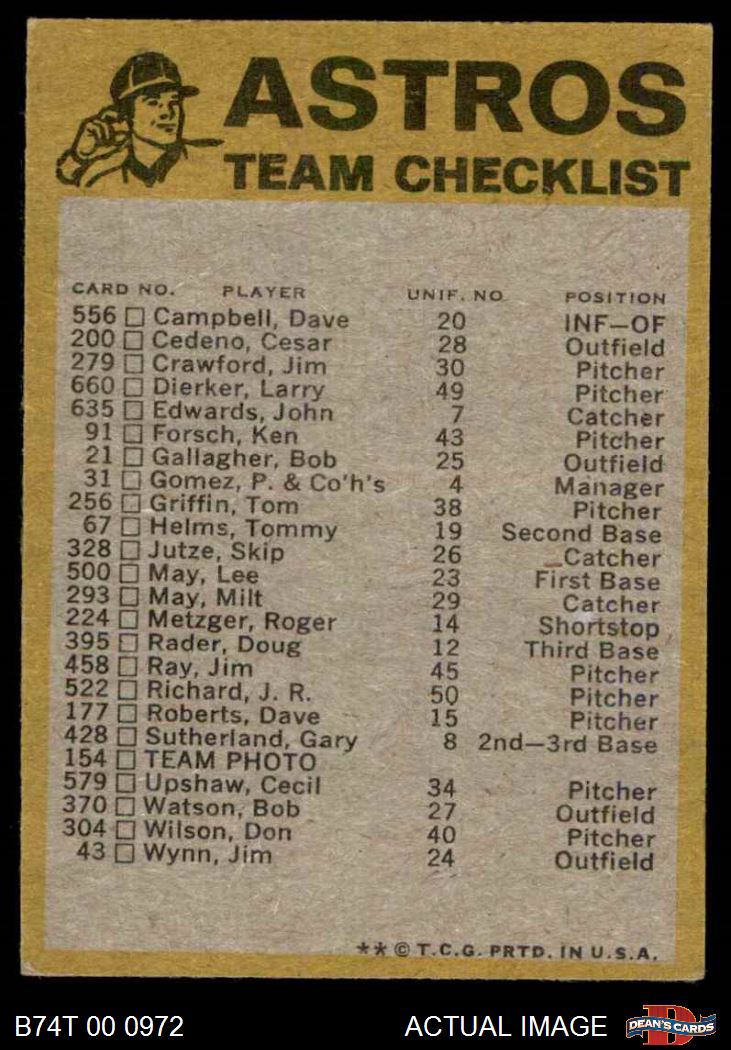 ASTROS
TEAM CHECKLIST
CARD NO. PLAYER UNIF. NO POSITION
556 Campbell, Dave 20 INF-OF
200 Cedeno, Cesar 28 Outfield
279 Crawford, Jim 30 Pitcher
660 Dierker, Larry 49 Pitcher
635 Edwards, John 7 Catcher
91 Forsch, Ken 43 Pitcher
21 Gallagher, Bob 25 Outfield
31 Gomez, P. & Co'h's 4 Manager
256 Griffin, Tom 38 Pitcher
67 Helms, Tommy 19 Second Base
328 Jutze, Skip 26 Catcher
500 May, Lee 23 First Base
293 May, Milt 29 Catcher
224 Metzger, Roger 14 Shortstop
395 Rader, Doug 12 Third Base
458 Ray, Jim 45 Pitcher
522 Richard, J. R. 50 Pitcher
177 Roberts, Dave 15 Pitcher
428 Sutherland, Gary 8 2nd-3rd Base
154 TEAM PHOTO
579 Upshaw, Cecil 34 Pitcher
370 Watson, Bob 27 Outfield
304 Wilson, Don 40 Pitcher
43 Wynn, Jim 24 Outfield
** © T.C.G. PRTD. IN U.S.A.
B74T 00 0972 ACTUAL IMAGE D DEAN'S CARDS